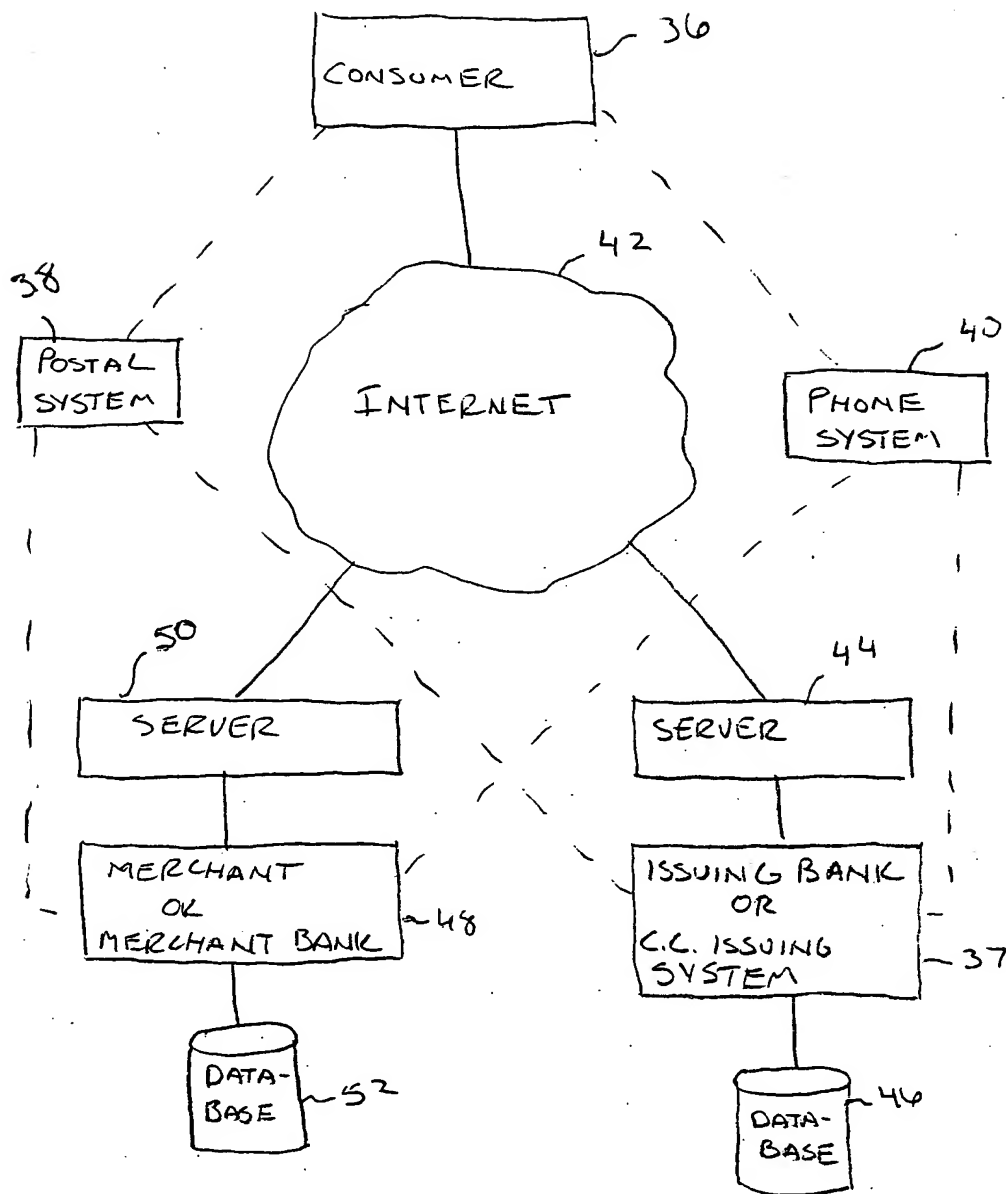 36
CONSUMER
42
38
40
POSTAL
SYSTEM
INTERNET
PHONE
SYSTEM
50
44
SERVER
SERVER
MERCHANT
OR
MERCHANT BANK
48
ISSUING BANK
OR
C.C. ISSUING
SYSTEM
37
DATA-
BASE
52
46
DATA-
BASE